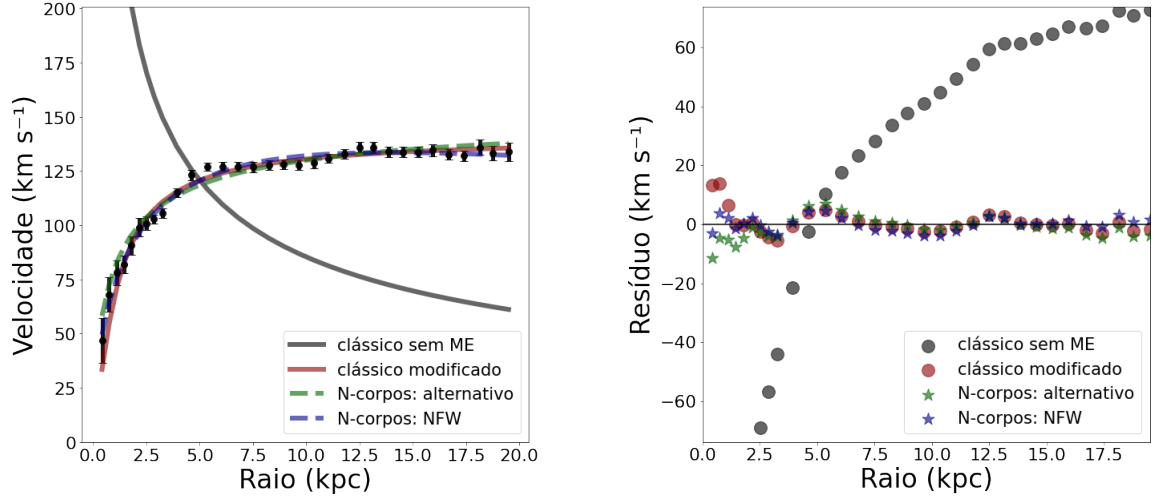 200
175
150
125
100
75
50
25
0
Velocidade (km s⁻¹)
clássico sem ME
clássico modificado
N-corpos: alternativo
N-corpos: NFW
0.0 2.5 5.0 7.5 10.0 12.5 15.0 17.5 20.0
Raio (kpc)
60
40
20
0
−20
−40
−60
Resíduo (km s⁻¹)
clássico sem ME
clássico modificado
N-corpos: alternativo
N-corpos: NFW
0.0 2.5 5.0 7.5 10.0 12.5 15.0 17.5
Raio (kpc)